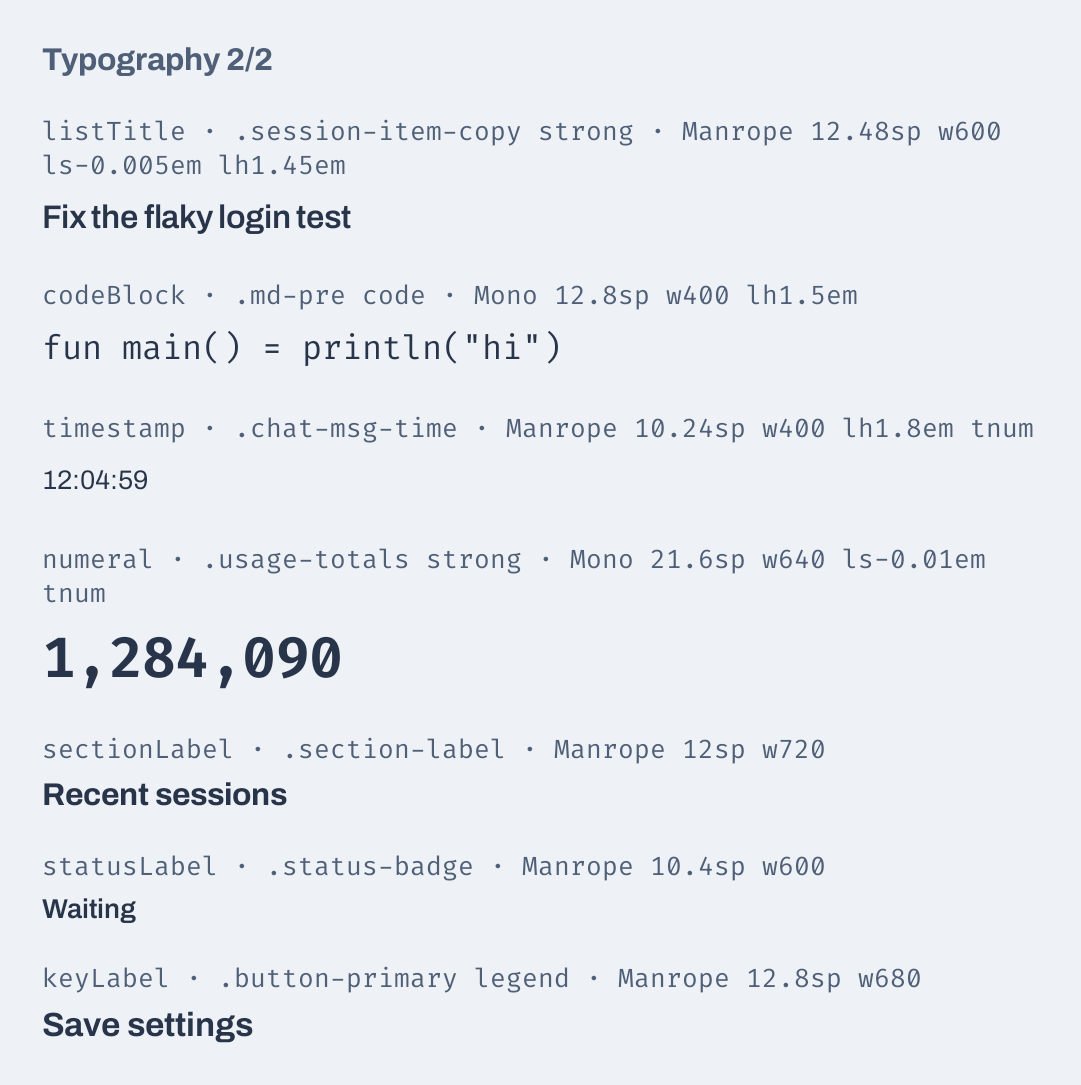 Typography 2/2
listTitle · .session-item-copy strong · Manrope 12.48sp w600
ls-0.005em lh1.45em
Fix the flaky login test
codeBlock · .md-pre code · Mono 12.8sp w400 lh1.5em
fun main() = println("hi")
timestamp · .chat-msg-time · Manrope 10.24sp w400 lh1.8em tnum
12:04:59
numeral · .usage-totals strong · Mono 21.6sp w640 ls-0.01em
tnum
1,284,090
sectionLabel · .section-label · Manrope 12sp w720
Recent sessions
statusLabel · .status-badge · Manrope 10.4sp w600
Waiting
keyLabel · .button-primary legend · Manrope 12.8sp w680
Save settings